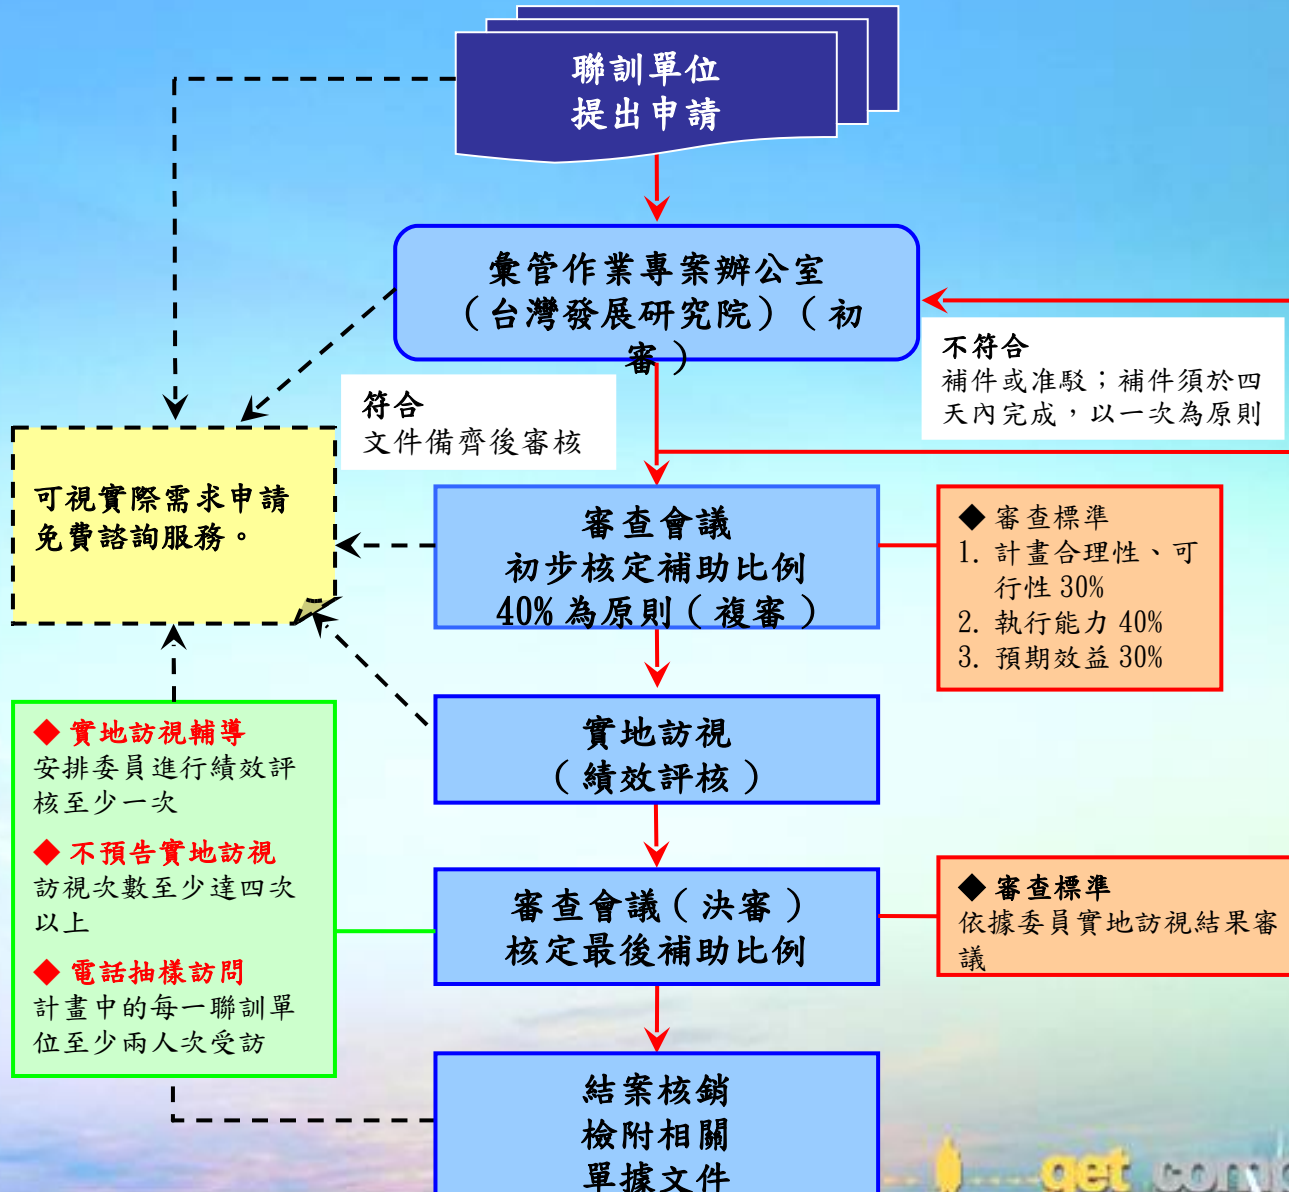 聯訓單位
提出申請
彙管作業專案辦公室
（台灣發展研究院）（初
審）
不符合
補件或准駁；補件須於四
天內完成，以一次為原則
符合
文件備齊後審核
可視實際需求申請
免費諮詢服務。
審查會議
初步核定補助比例
40%為原則（複審）
◆ 審查標準
1. 計畫合理性、可
行性 30%
2. 執行能力 40%
3. 預期效益 30%
實地訪視
（績效評核）
◆ 實地訪視輔導
安排委員進行績效評
核至少一次
◆ 不預告實地訪視
訪視次數至少達四次
以上
◆ 電話抽樣訪問
計畫中的每一聯訓單
位至少兩人次受訪
審查會議（決審）
核定最後補助比例
◆ 審查標準
依據委員實地訪視結果審
議
結案核銷
檢附相關
單據文件
get